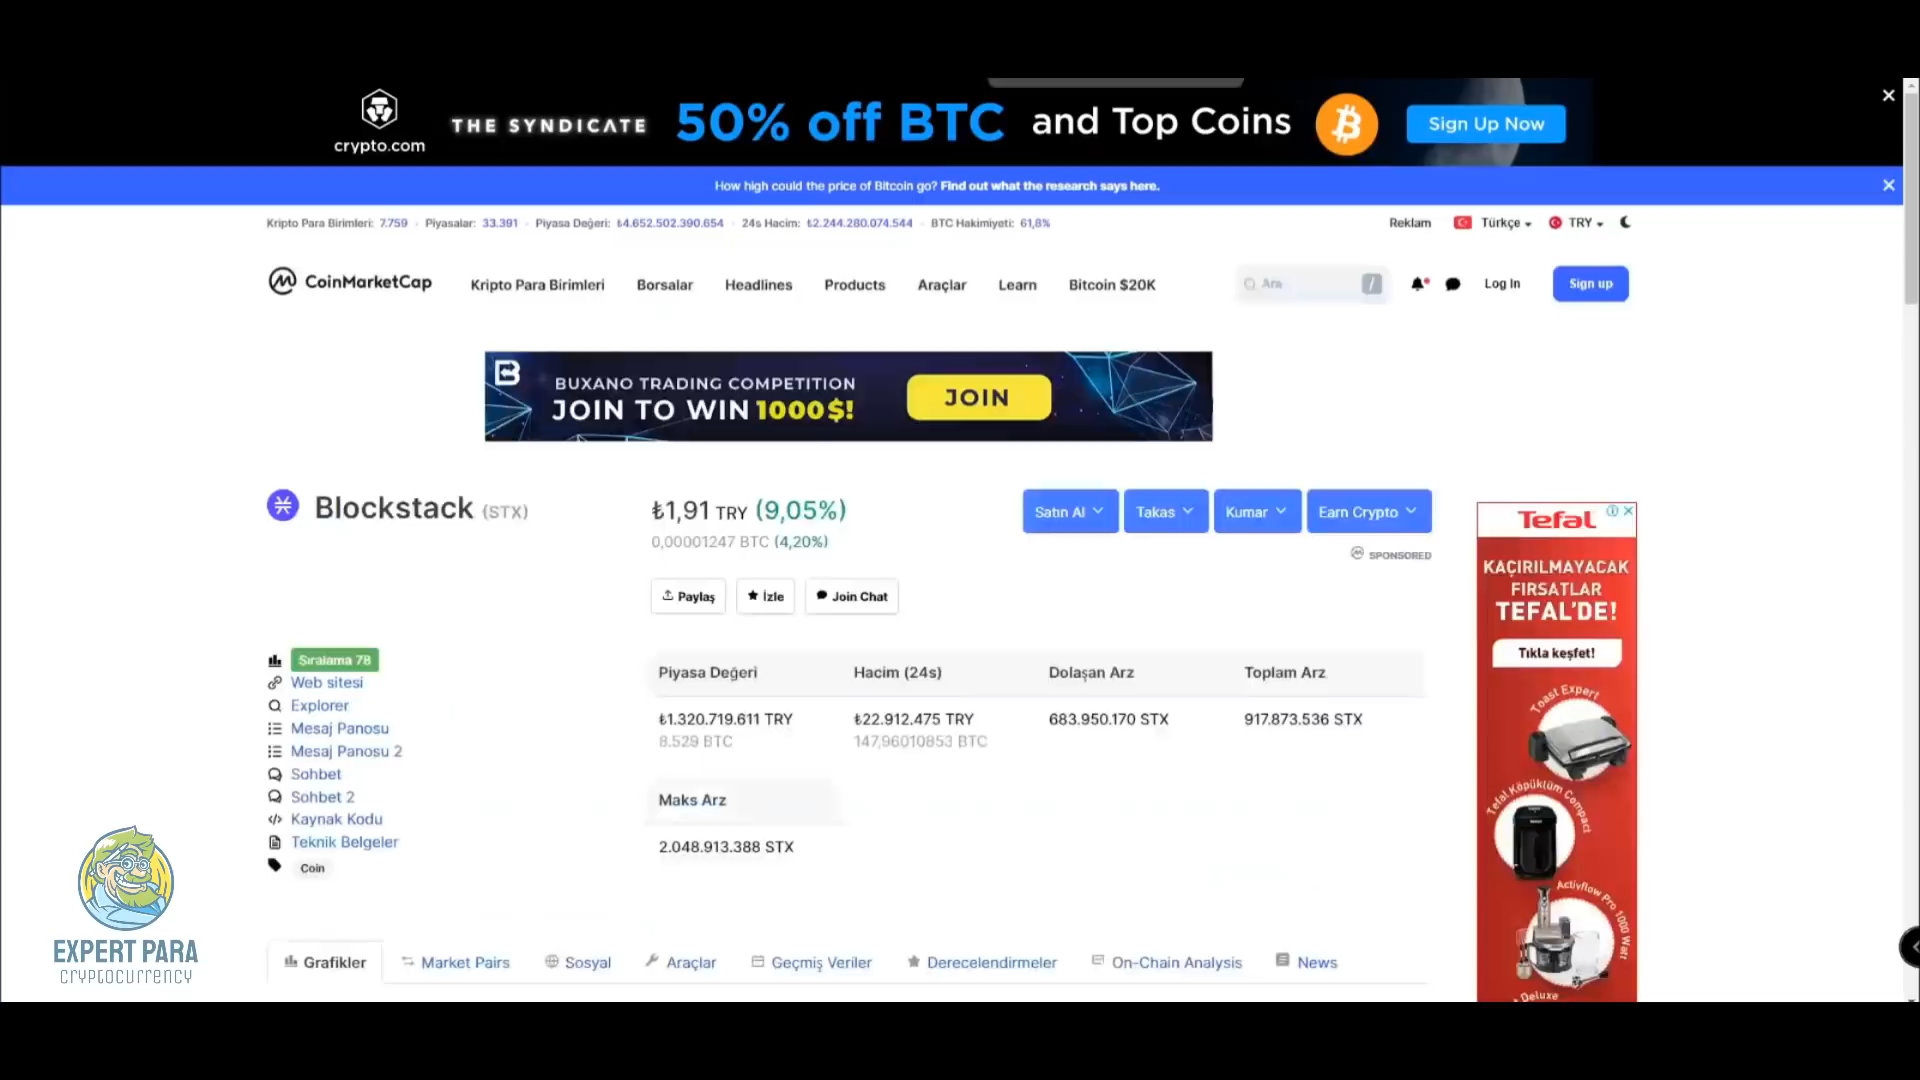 crypto.com
THE SYNDICATE
50% off BTC and Top Coins
Sign Up Now
How high could the price of Bitcoin go? Find out what the research says here.
Kripto Para Birimleri: 7.759 · Piyasalar: 33.391 · Piyasa Değeri: ₺4.652.502.390.654 · 24s Hacim: ₺2.244.280.074.544 · BTC Hakimiyeti: 61,8%
Reklam Türkçe TRY
CoinMarketCap
Kripto Para Birimleri Borsalar Headlines Products Araçlar Learn Bitcoin $20K
Ara /
Log In
Sign up
BUXANO TRADING COMPETITION
JOIN TO WIN 1000$!
JOIN
Blockstack (STX)
₺1,91 TRY (9,05%)
0,00001247 BTC (4,20%)
Satın Al Takas Kumar Earn Crypto
SPONSORED
Paylaş İzle Join Chat
Sıralama 78
Web sitesi
Explorer
Mesaj Panosu
Mesaj Panosu 2
Sohbet
Sohbet 2
Kaynak Kodu
Teknik Belgeler
Coin
Piyasa Değeri Hacim (24s) Dolaşan Arz Toplam Arz
₺1.320.719.611 TRY ₺22.912.475 TRY 683.950.170 STX 917.873.536 STX
8.529 BTC 147,96010853 BTC
Maks Arz
2.048.913.388 STX
Grafikler Market Pairs Sosyal Araçlar Geçmiş Veriler Derecelendirmeler On-Chain Analysis News
Tefal
KAÇIRILMAYACAK
FIRSATLAR
TEFAL'DE!
Tıkla keşfet!
Toast Expert
Tefal Köpüklüm Compact
Actiflow Pro 1000 Watt
Deluxe
EXPERT PARA
CRYPTOCURRENCY